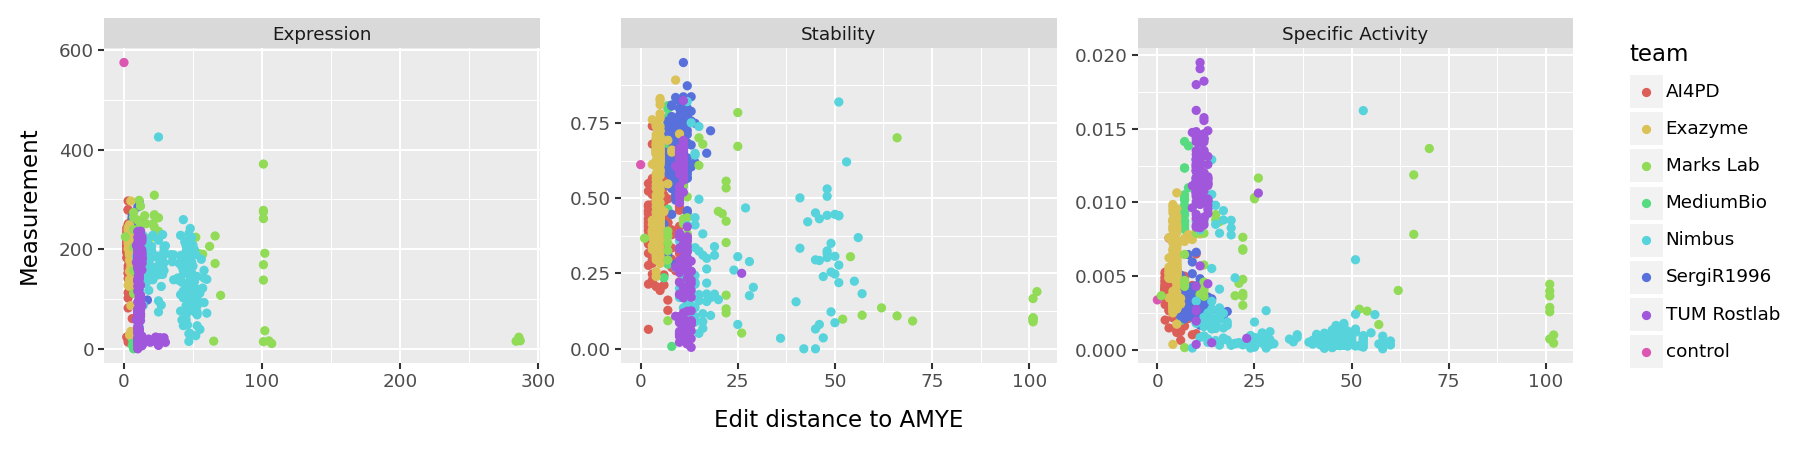 Expression
Stability
Specific Activity
Measurement
600
400
200
0
0
100
200
300
0.75
0.50
0.25
0.00
0
25
50
75
100
0.020
0.015
0.010
0.005
0.000
0
25
50
75
100
Edit distance to AMYE
team
AI4PD
Exazyme
Marks Lab
MediumBio
Nimbus
SergiR1996
TUM Rostlab
control